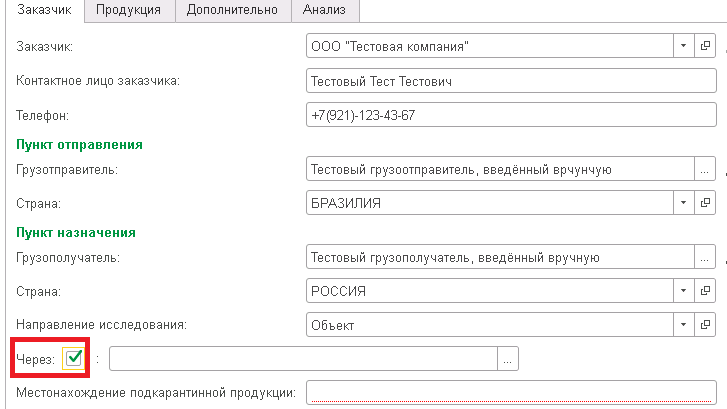 Заказчик Продукция Дополнительно Анализ
Заказчик: ООО "Тестовая компания"
Контактное лицо заказчика: Тестовый Тест Тестович
Телефон: +7(921)-123-43-67
Пункт отправления
Грузотправитель: Тестовый грузоотправитель, введённый врчунчую ...
Страна: БРАЗИЛИЯ
Пункт назначения
Грузополучатель: Тестовый грузополучатель, введённый вручную ...
Страна: РОССИЯ
Направление исследования: Объект
Через: : ...
Местонахождение подкарантинной продукции: